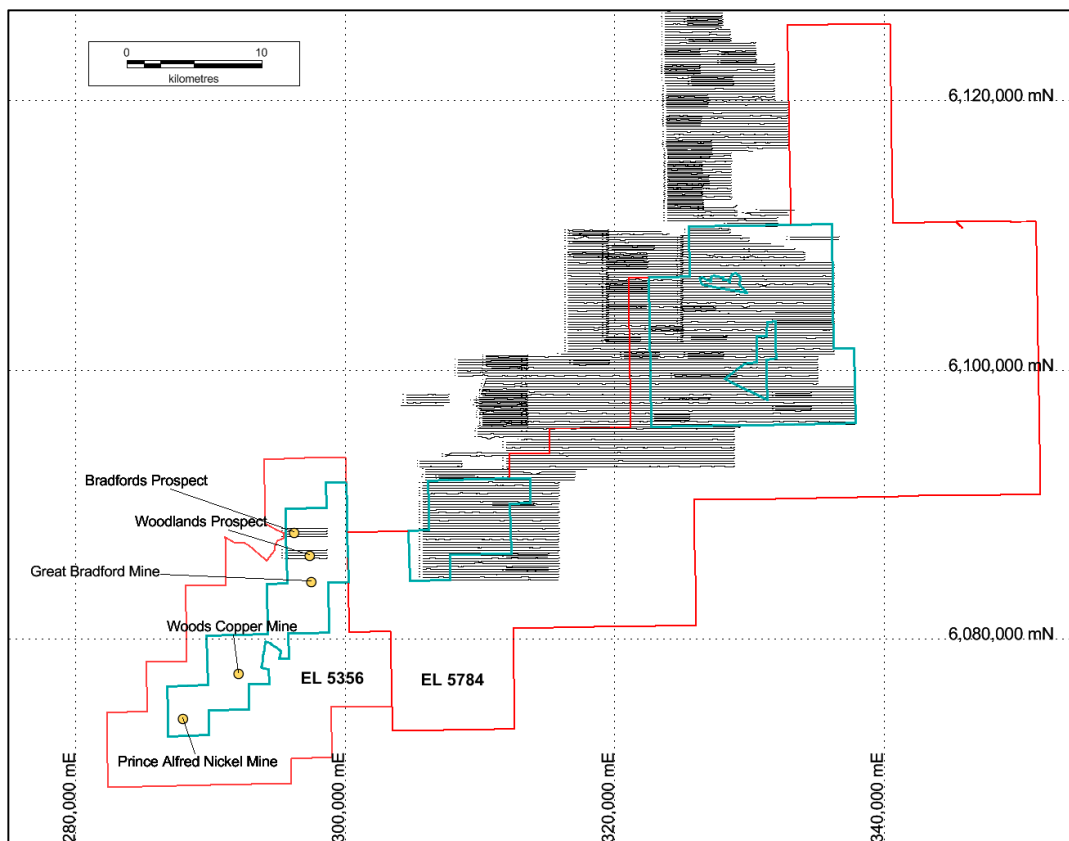 0 10
kilometres
6,120,000 mN
6,100,000 mN
Bradfords Prospect
Woodlands Prospect
Great Bradford Mine
Woods Copper Mine
6,080,000 mN
EL 5356 EL 5784
Prince Alfred Nickel Mine
280,000 mE
300,000 mE
320,000 mE
340,000 mE